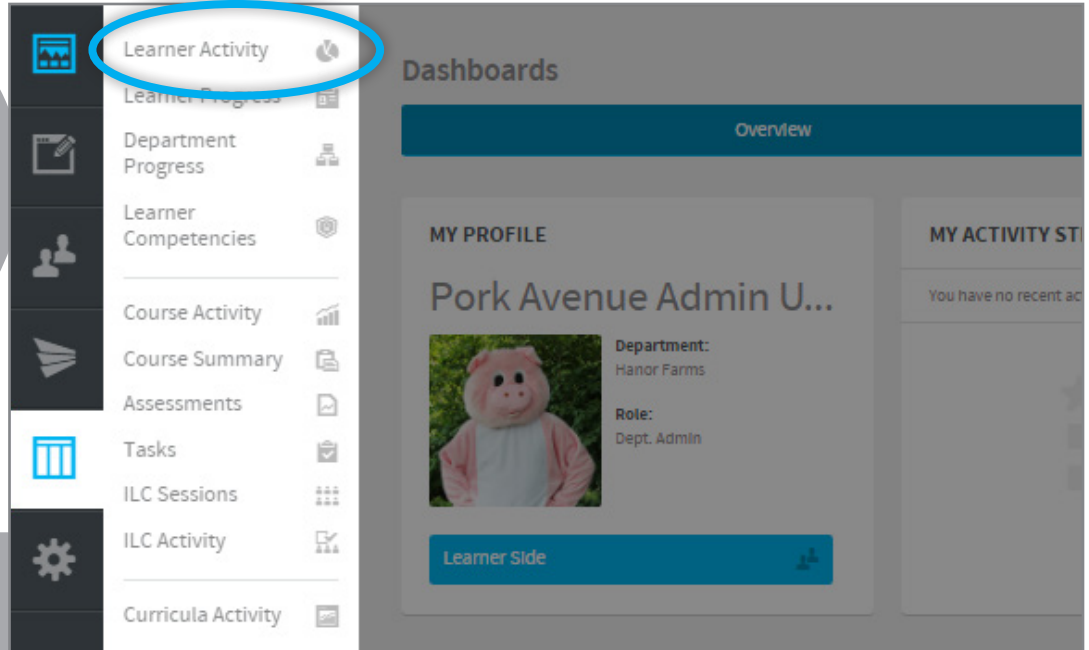 Learner Activity
Learner Progress
Department
Progress
Learner
Competencies
Course Activity
Course Summary
Assessments
Tasks
ILC Sessions
ILC Activity
Curricula Activity
Dashboards
Overview
MY PROFILE
Pork Avenue Admin U...
Department:
Hanor Farms
Role:
Dept. Admin
Learner Side
MY ACTIVITY ST
You have no recent ac